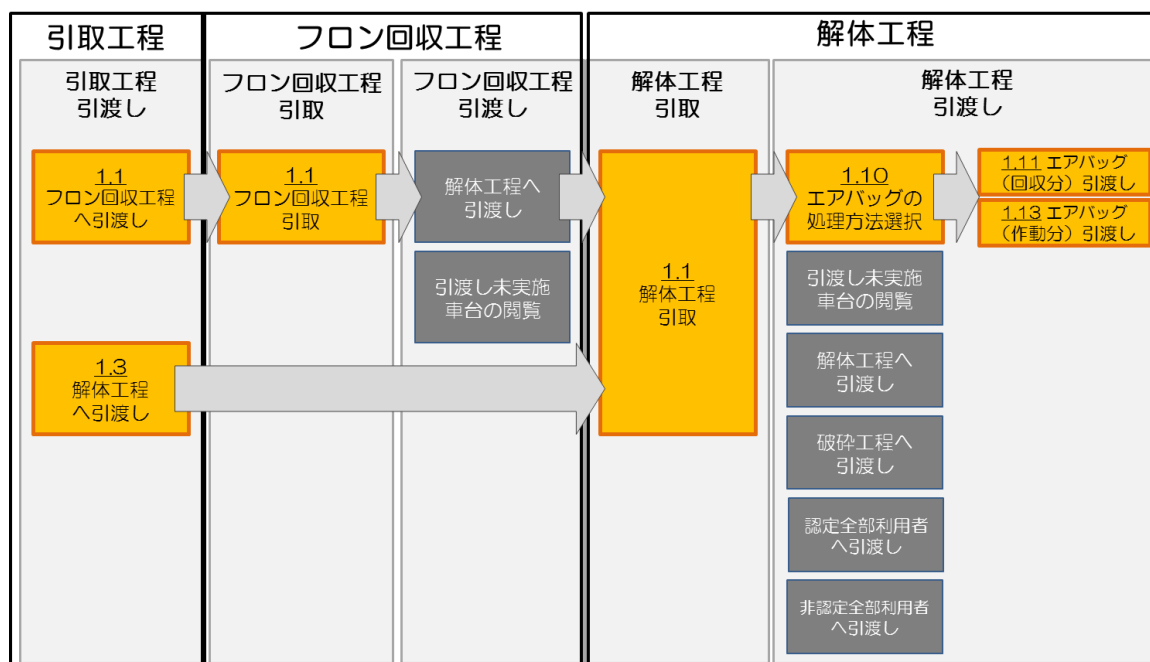 引取工程
フロン回収工程
解体工程
引取工程
引渡し
フロン回収工程
引取
フロン回収工程
引渡し
解体工程
引取
解体工程
引渡し
1.1
フロン回収工程
へ引渡し
1.1
フロン回収工程
引取
解体工程へ
引渡し
引渡し未実施
車台の閲覧
1.3
解体工程
へ引渡し
1.1
解体工程
引取
1.10
エアバッグの
処理方法選択
1.11 エアバッグ
（回収分）引渡し
1.13 エアバッグ
（作動分）引渡し
引渡し未実施
車台の閲覧
解体工程へ
引渡し
破砕工程へ
引渡し
認定全部利用者
へ引渡し
非認定全部利用者
へ引渡し